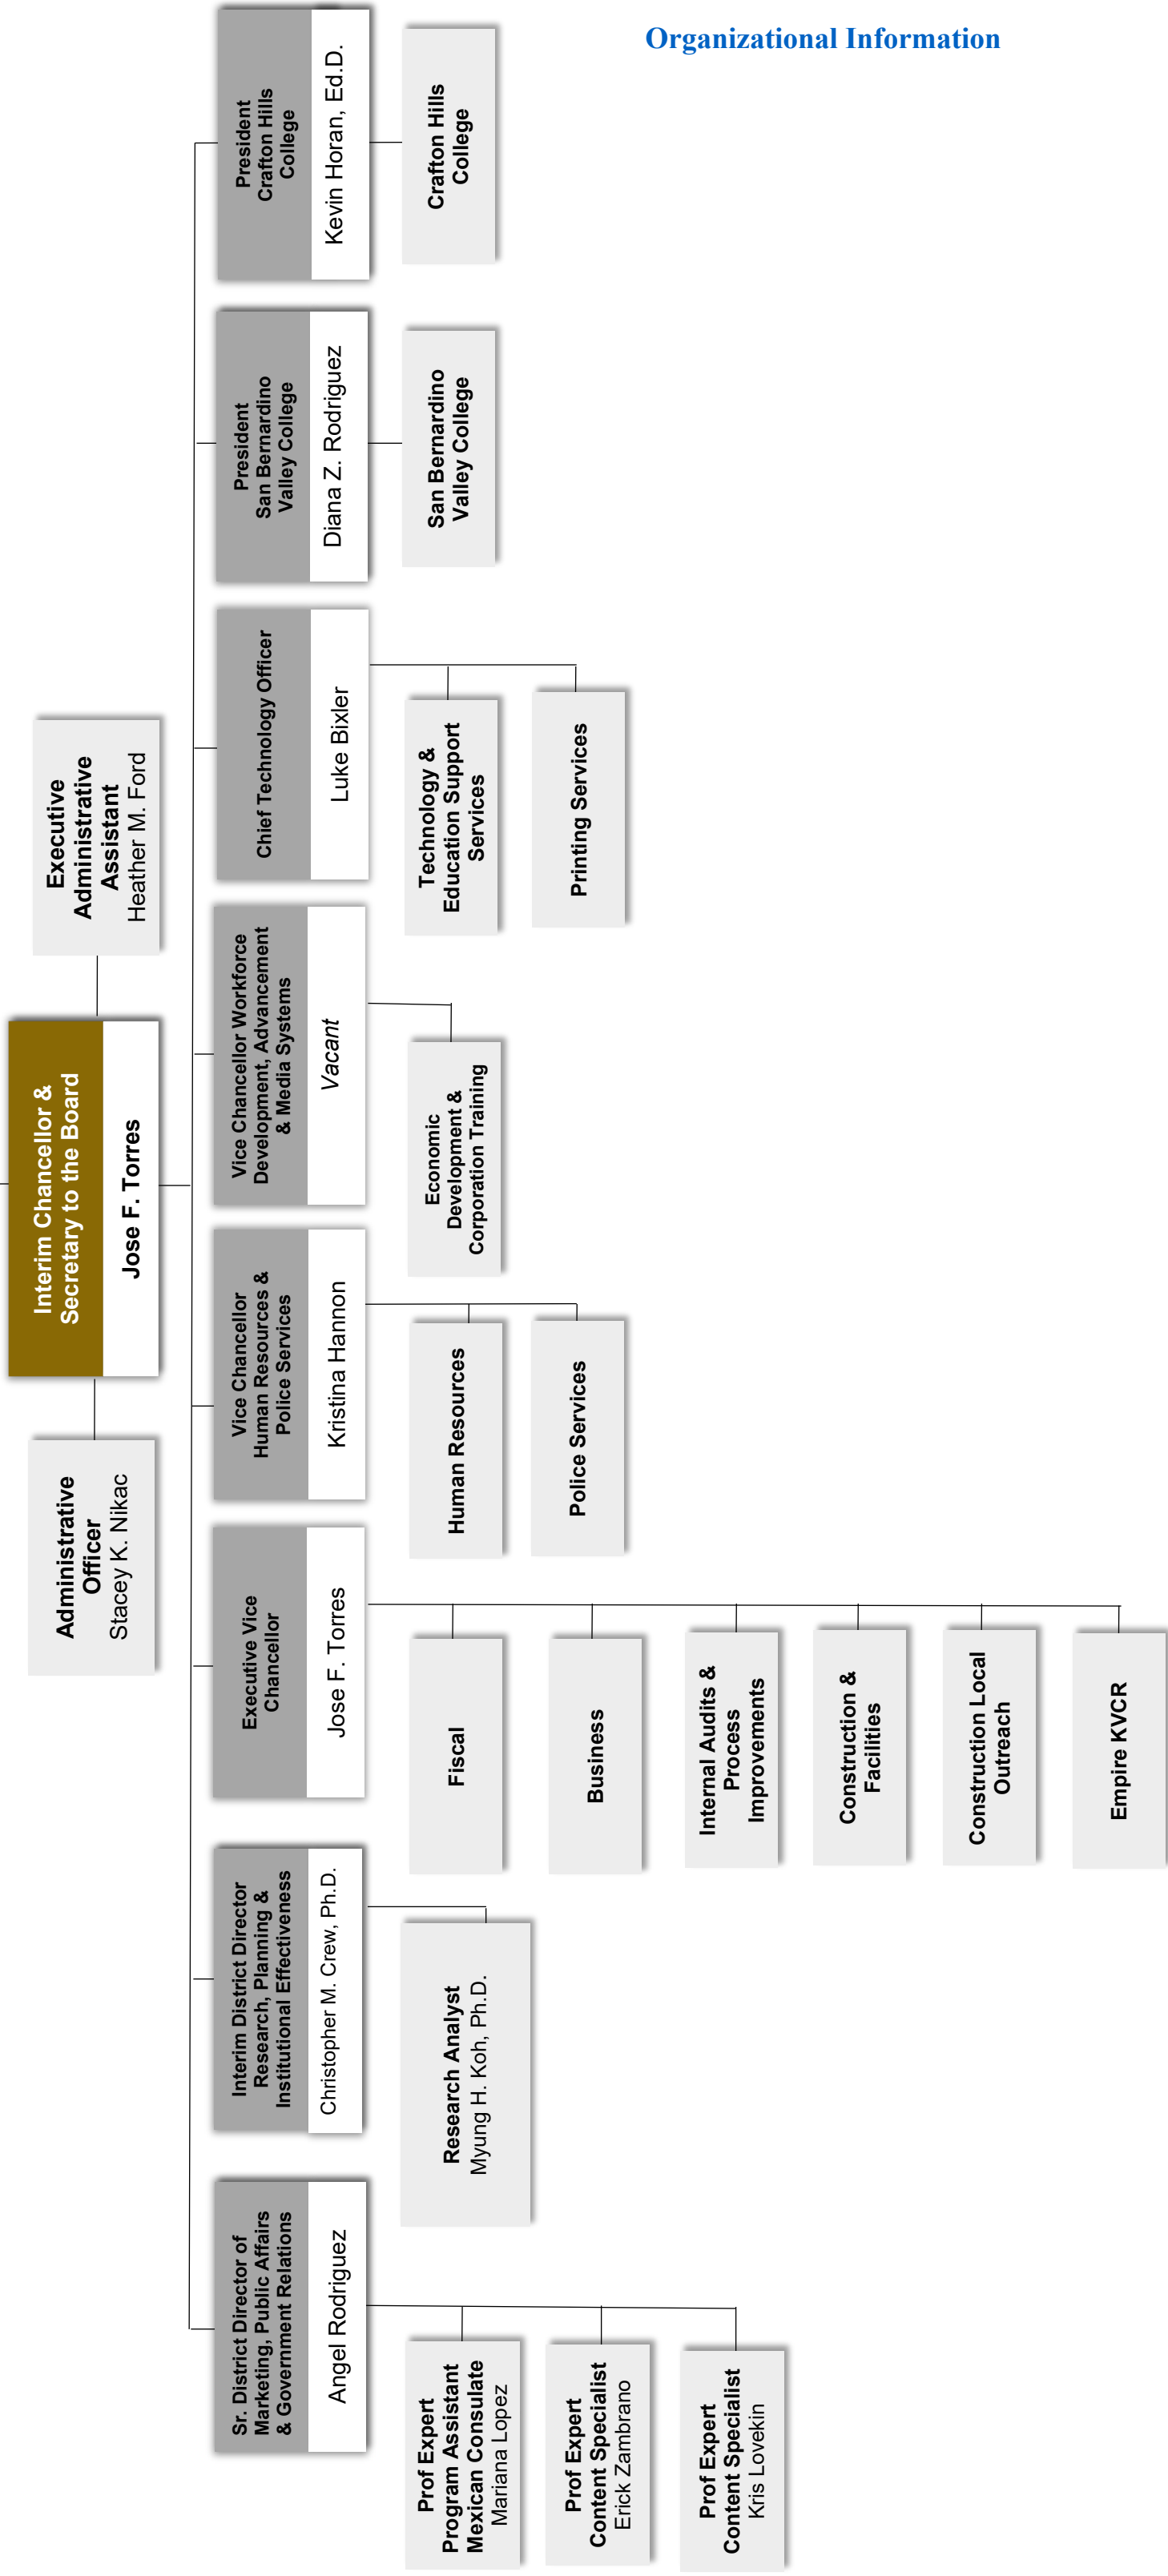 Organizational Information
Interim Chancellor &
Secretary to the Board
Jose F. Torres
Administrative
Officer
Stacey K. Nikac
Executive
Administrative
Assistant
Heather M. Ford
Sr. District Director of
Marketing, Public Affairs
& Government Relations
Angel Rodriguez
Prof Expert
Program Assistant
Mexican Consulate
Mariana Lopez
Prof Expert
Content Specialist
Erick Zambrano
Prof Expert
Content Specialist
Kris Lovekin
Interim District Director
Research, Planning &
Institutional Effectiveness
Christopher M. Crew, Ph.D.
Research Analyst
Myung H. Koh, Ph.D.
Executive Vice
Chancellor
Jose F. Torres
Fiscal
Business
Internal Audits &
Process
Improvements
Construction &
Facilities
Construction Local
Outreach
Empire KVCR
Vice Chancellor
Human Resources &
Police Services
Kristina Hannon
Human Resources
Police Services
Vice Chancellor Workforce
Development, Advancement
& Media Systems
Vacant
Economic
Development &
Corporation Training
Chief Technology Officer
Luke Bixler
Technology &
Education Support
Services
Printing Services
President
San Bernardino
Valley College
Diana Z. Rodriguez
San Bernardino
Valley College
President
Crafton Hills
College
Kevin Horan, Ed.D.
Crafton Hills
College